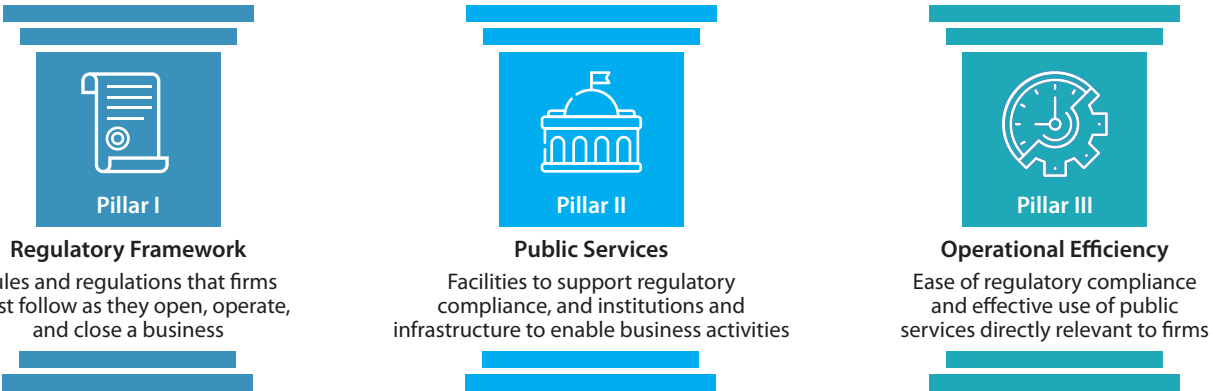 Pillar I
Regulatory Framework
and regulations that firms
follow as they open, operate,
and close a business
Pillar II
Public Services
Facilities to support regulatory
compliance, and institutions and
infrastructure to enable business activities
Pillar III
Operational Efficiency
Ease of regulatory compliance
and effective use of public
services directly relevant to firms